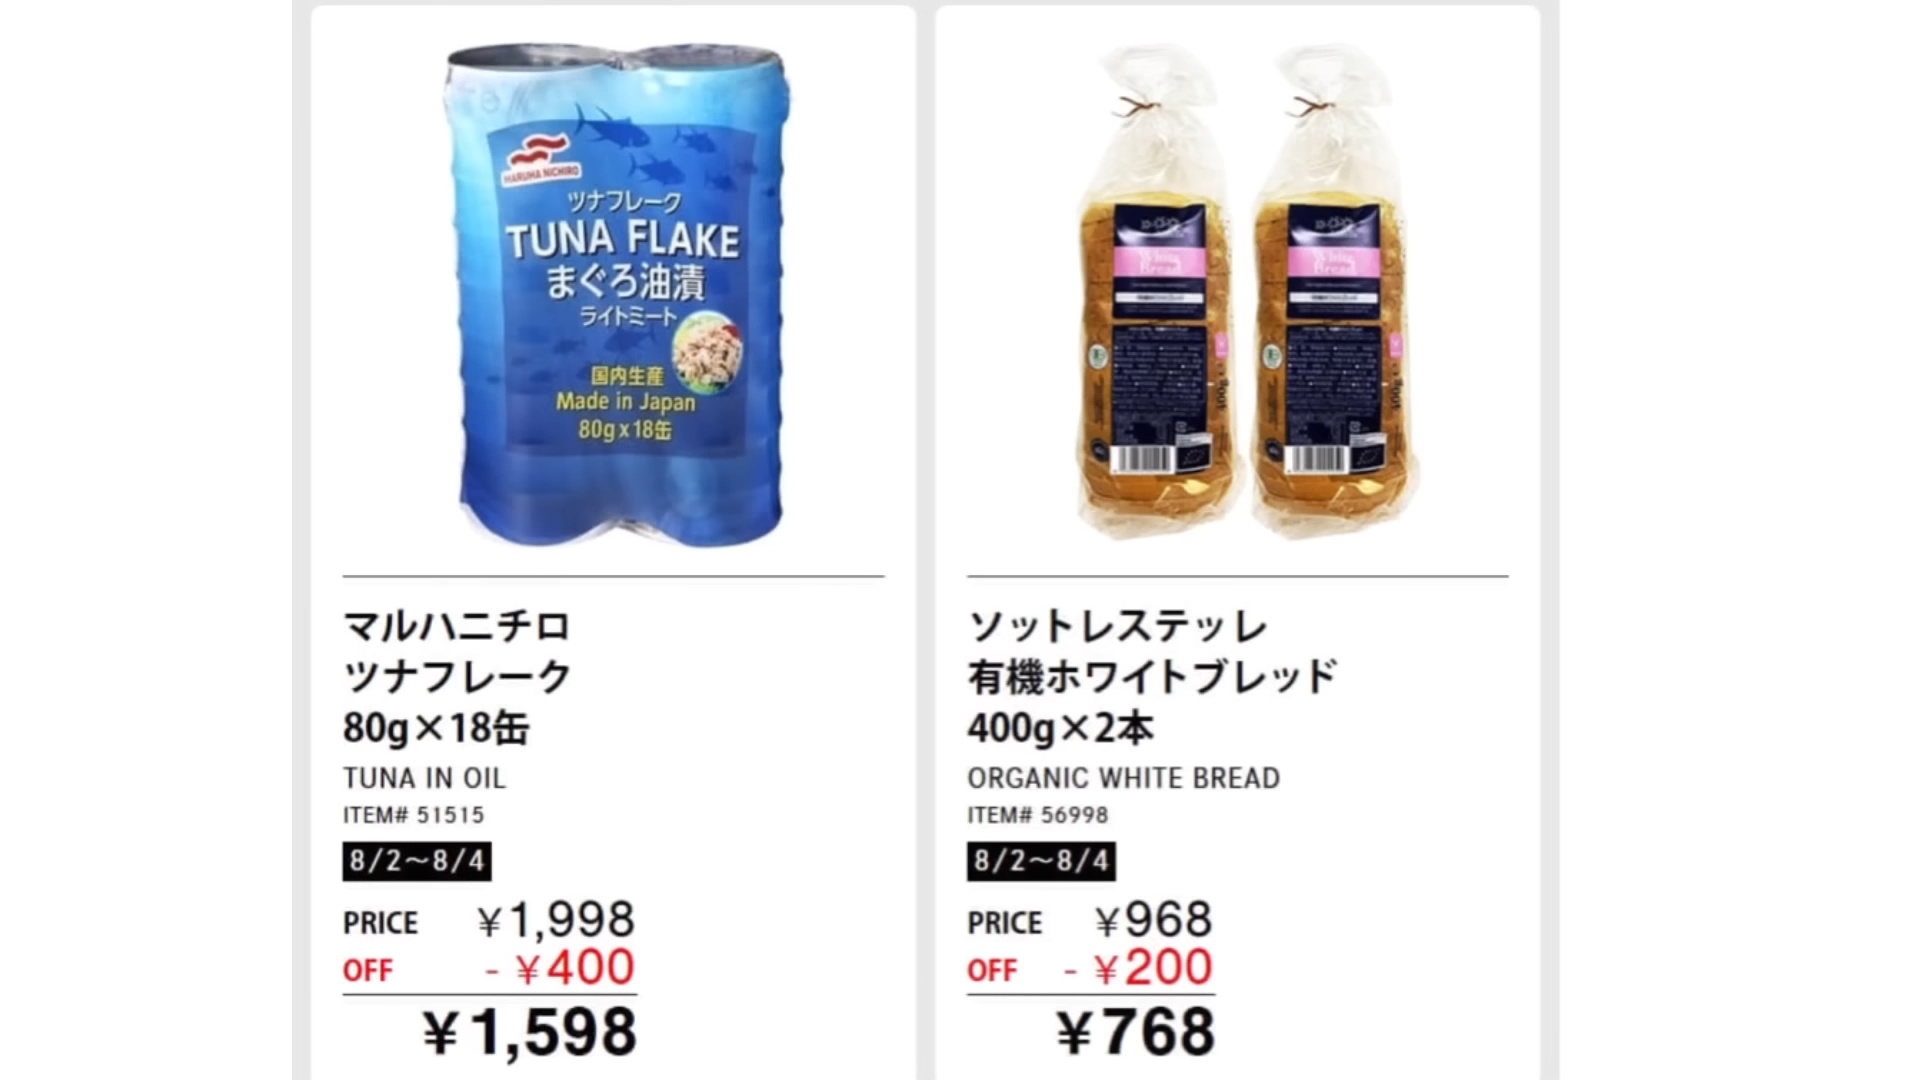 HARUHA NICHIRO
ツナフレーク
TUNA FLAKE
まぐろ油漬
ライトミート
国内生産
Made in Japan
80g x 18缶
マルハニチロ
ツナフレーク
80g×18缶
TUNA IN OIL
ITEM# 51515
8/2～8/4
PRICE ¥1,998
OFF - ¥400
¥1,598
White
Bread
400g
White
Bread
400g
ソットレステッレ
有機ホワイトブレッド
400g×2本
ORGANIC WHITE BREAD
ITEM# 56998
8/2～8/4
PRICE ¥968
OFF - ¥200
¥768